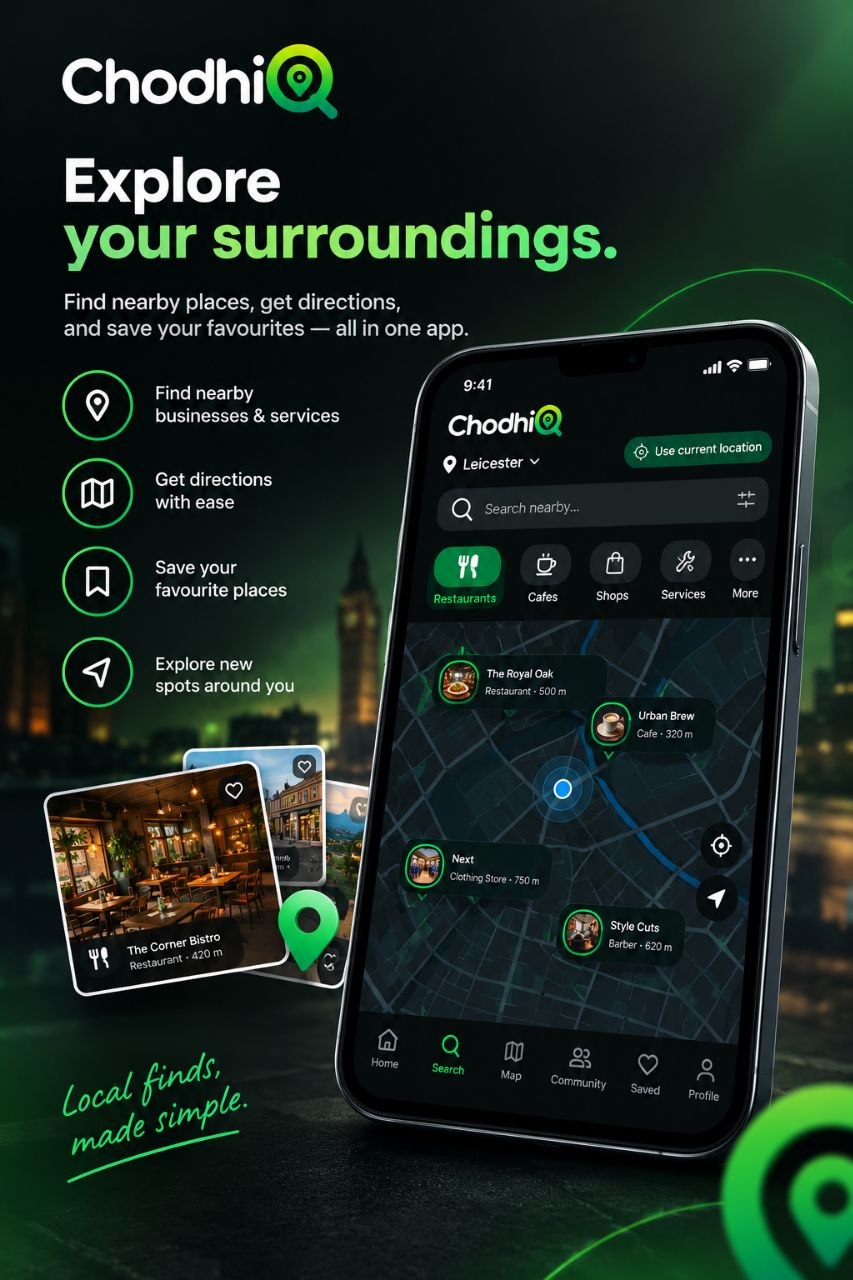 ChodhiQ
Explore
your surroundings.
Find nearby places, get directions,
and save your favourites — all in one app.
Find nearby
businesses & services
Get directions
with ease
Save your
favourite places
Explore new
spots around you
9:41
ChodhiQ
Leicester
Use current location
Search nearby...
Restaurants
Cafes
Shops
Services
More
The Royal Oak
Restaurant • 500 m
Urban Brew
Cafe • 320 m
Next
Clothing Store • 750 m
Style Cuts
Barber • 620 m
The Corner Bistro
Restaurant • 420 m
Home
Search
Map
Community
Saved
Profile
Local finds,
made simple.